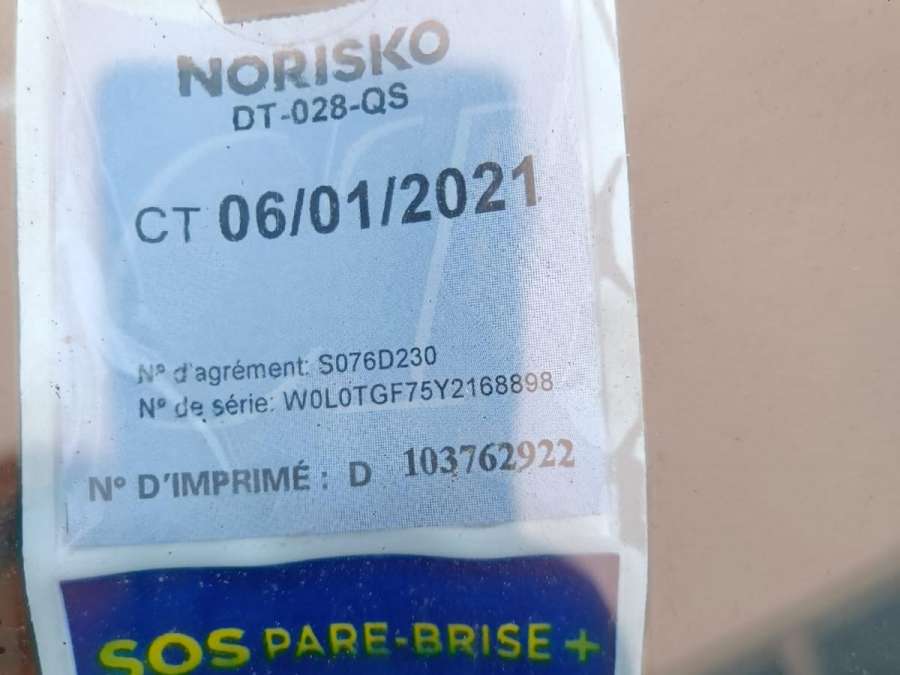 NORISKO
DT-028-QS
CT 06/01/2021
N° d'agrément: S076D230
N° de série: W0L0TGF75Y2168898
N° D'IMPRIMÉ : D 103762922
SOS PARE-BRISE +